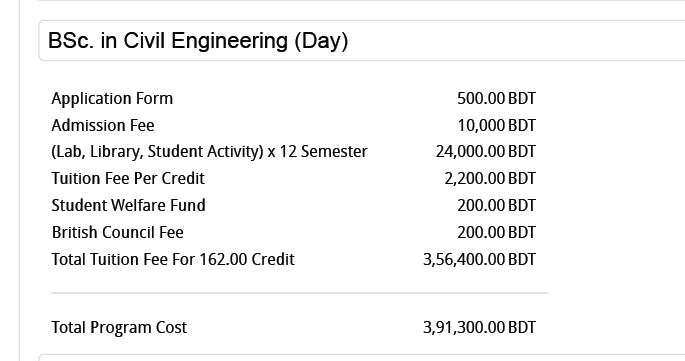 BSc. in Civil Engineering (Day)
Application Form 500.00 BDT
Admission Fee 10,000 BDT
(Lab, Library, Student Activity) x 12 Semester 24,000.00 BDT
Tuition Fee Per Credit 2,200.00 BDT
Student Welfare Fund 200.00 BDT
British Council Fee 200.00 BDT
Total Tuition Fee For 162.00 Credit 3,56,400.00 BDT
Total Program Cost 3,91,300.00 BDT